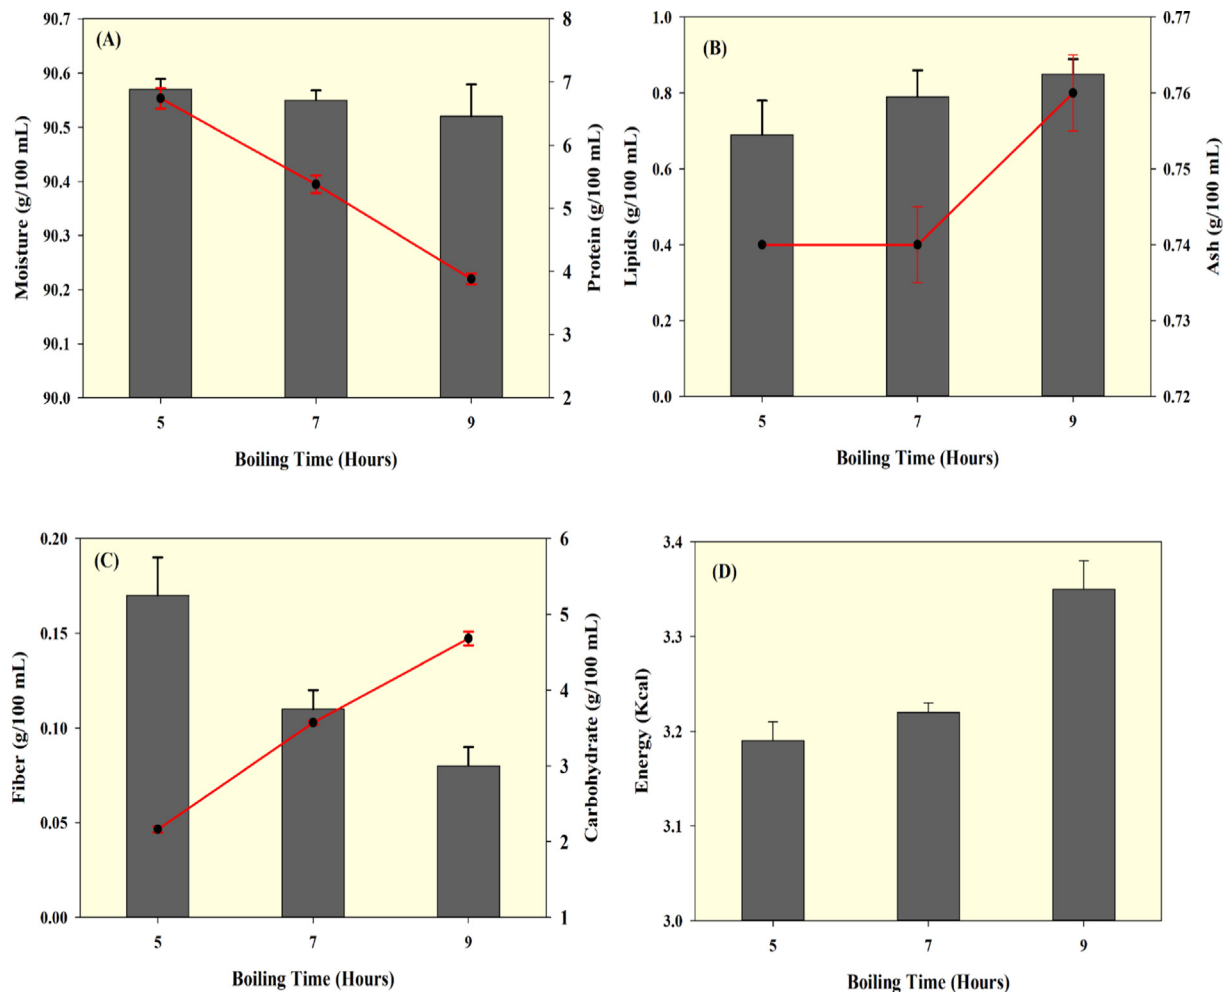 (A)
Moisture (g/100 mL)
90.7
90.6
90.5
90.4
90.3
90.2
90.1
90.0
8
7
6
5
4
3
2
Protein (g/100 mL)
5 7 9
Boiling Time (Hours)
(B)
Lipids (g/100 mL)
1.0
0.8
0.6
0.4
0.2
0.0
0.77
0.76
0.75
0.74
0.73
0.72
Ash (g/100 mL)
5 7 9
Boiling Time (Hours)
(C)
Fiber (g/100 mL)
0.20
0.15
0.10
0.05
0.00
6
5
4
3
2
1
Carbohydrate (g/100 mL)
5 7 9
Boiling Time (Hours)
(D)
Energy (Kcal)
3.4
3.3
3.2
3.1
3.0
5 7 9
Boiling Time (Hours)